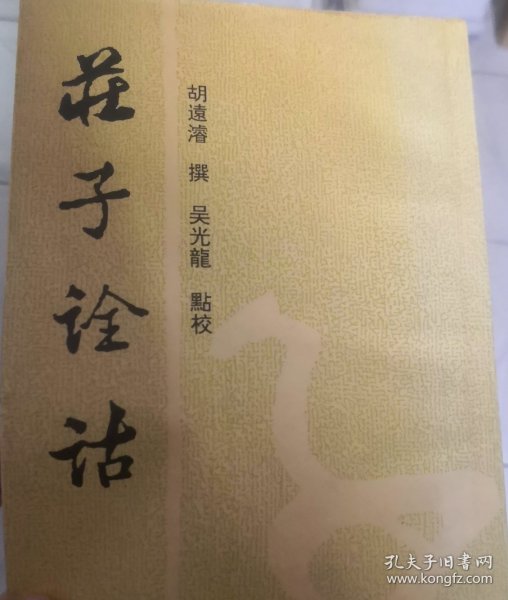 莊子詮詁
胡遠濬 撰 吴光龍 點校
孔夫子旧书网
www.kongfz.com